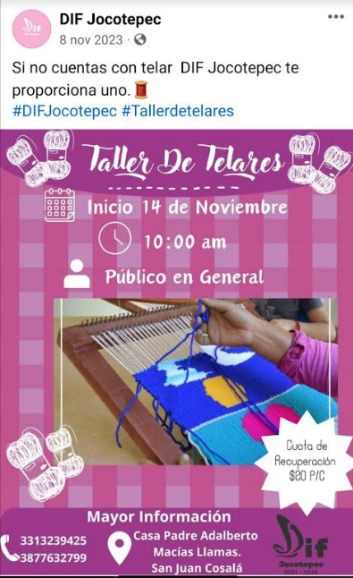 DIF Jocotepec
8 nov 2023 ·
Si no cuentas con telar DIF Jocotepec te
proporciona uno.
#DIFJocotepec #Tallerdetelares
Taller De Telares
Inicio 14 de Noviembre
10:00 am
Público en General
Cuota de
Recuperación
$20 P/C
Mayor Información
3313239425
3877632799
Casa Padre Adalberto
Macías Llamas.
San Juan Cosalá
Dif
Jocotepec